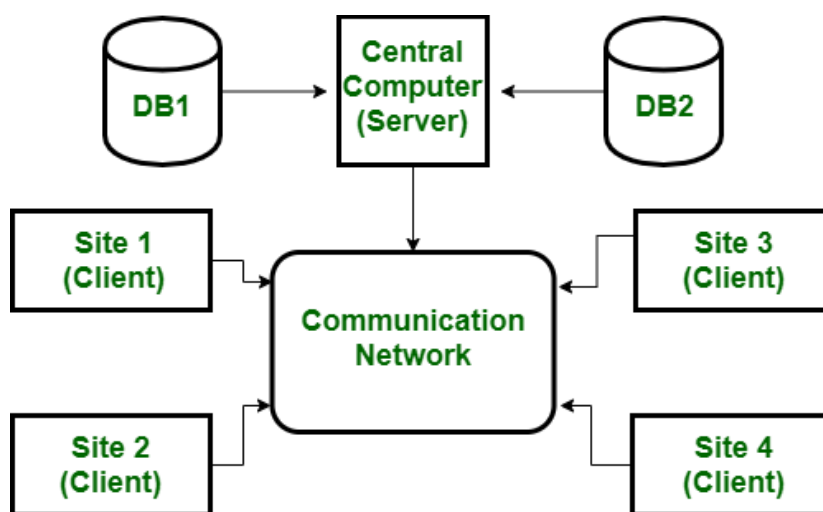 DB1
Central
Computer
(Server)
DB2
Site 1
(Client)
Site 3
(Client)
Communication
Network
Site 2
(Client)
Site 4
(Client)